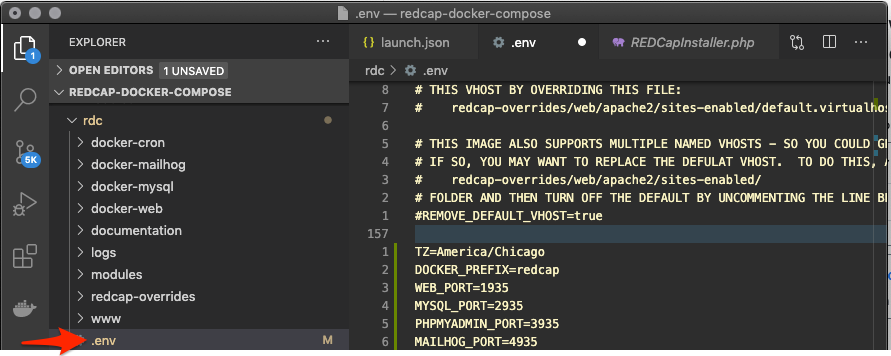 .env — redcap-docker-compose
1
5K
EXPLORER
OPEN EDITORS 1 UNSAVED
REDCAP-DOCKER-COMPOSE
rdc
docker-cron
docker-mailhog
docker-mysql
docker-web
documentation
logs
modules
redcap-overrides
www
.env M
{} launch.json
.env
REDCapInstaller.php
rdc > .env
8 # THIS VHOST BY OVERRIDING THIS FILE:
7 # redcap-overrides/web/apache2/sites-enabled/default.virtualhos
6
5 # THIS IMAGE ALSO SUPPORTS MULTIPLE NAMED VHOSTS - SO YOU COULD
4 # IF SO, YOU MAY WANT TO REPLACE THE DEFULAT VHOST. TO DO THIS,
3 # redcap-overrides/web/apache2/sites-enabled/
2 # FOLDER AND THEN TURN OFF THE DEFAULT BY UNCOMMENTING THE LINE
1 #REMOVE_DEFAULT_VHOST=true
157
1 TZ=America/Chicago
2 DOCKER_PREFIX=redcap
3 WEB_PORT=1935
4 MYSQL_PORT=2935
5 PHPMYADMIN_PORT=3935
6 MAILHOG_PORT=4935